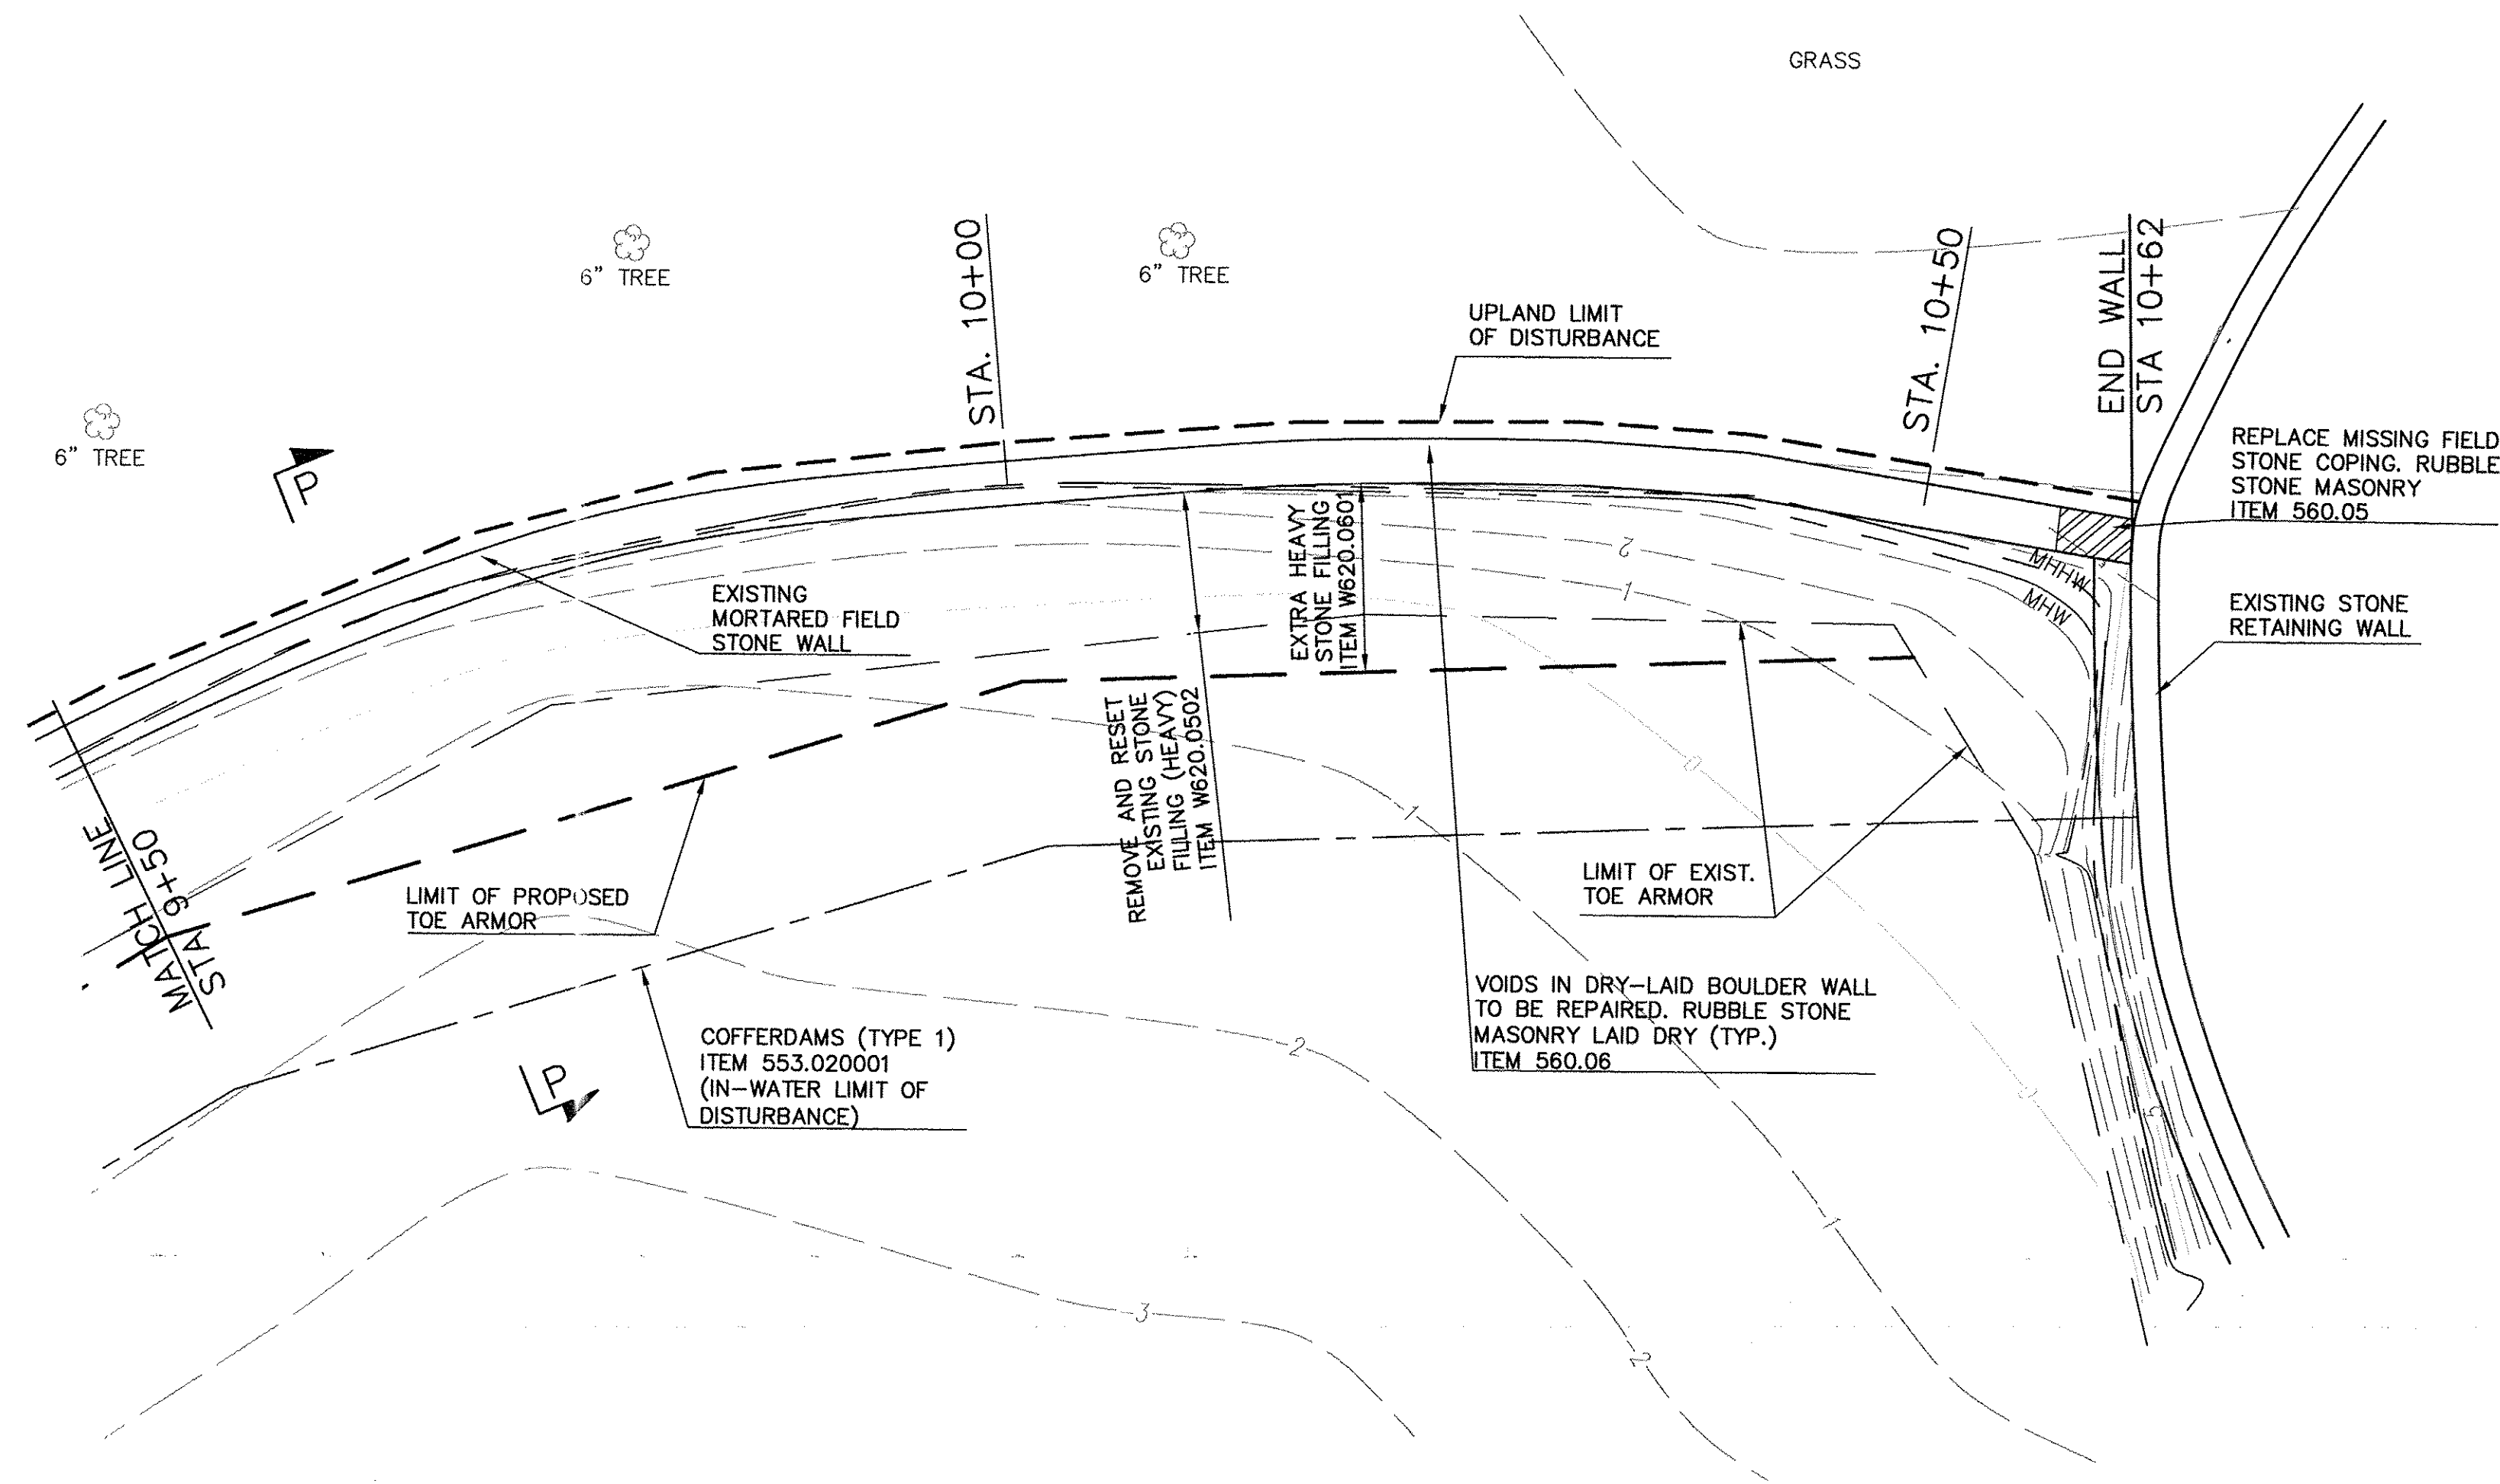 GRASS
6" TREE
6" TREE
6" TREE
STA. 10+00
STA. 10+50
END WALL
STA 10+62
UPLAND LIMIT
OF DISTURBANCE
REPLACE MISSING FIELD
STONE COPING. RUBBLE
STONE MASONRY
ITEM 560.05
P
EXISTING
MORTARED FIELD
STONE WALL
EXTRA HEAVY
STONE FILLING
ITEM W620.0601
2
1
MHHW
MHW
EXISTING STONE
RETAINING WALL
REMOVE AND RESET
EXISTING STONE
FILLING (HEAVY)
ITEM W620.0502
0
1
MATCH LINE
STA 9+50
LIMIT OF PROPOSED
TOE ARMOR
LIMIT OF EXIST.
TOE ARMOR
VOIDS IN DRY-LAID BOULDER WALL
TO BE REPAIRED. RUBBLE STONE
MASONRY LAID DRY (TYP.)
ITEM 560.06
COFFERDAMS (TYPE 1)
ITEM 553.020001
(IN-WATER LIMIT OF
DISTURBANCE)
P
2
0
5
1
3
2